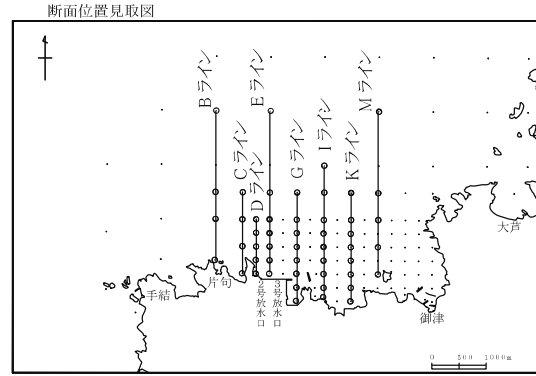 断面位置見取図
Bライン
Cライン
Dライン
Eライン
Gライン
Iライン
Kライン
Mライン
大芦
片句
手結
2号放水口
3号放水口
御津
0 500 1000m